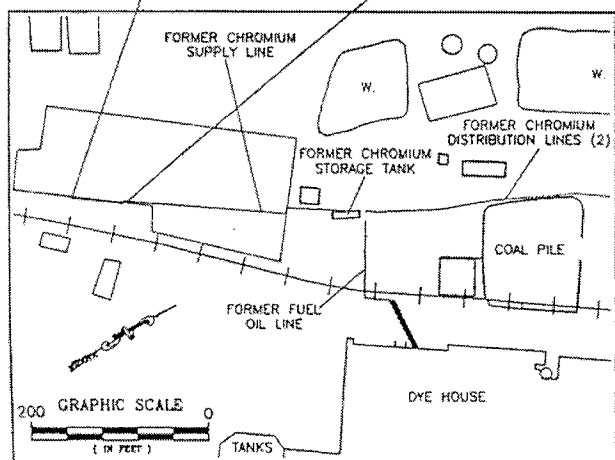 FORMER CHROMIUM
SUPPLY LINE
W.
W.
FORMER CHROMIUM
DISTRIBUTION LINES (2)
FORMER CHROMIUM
STORAGE TANK
COAL PILE
FORMER FUEL
OIL LINE
DYE HOUSE
200 GRAPHIC SCALE 0
( IN FEET )
TANKS